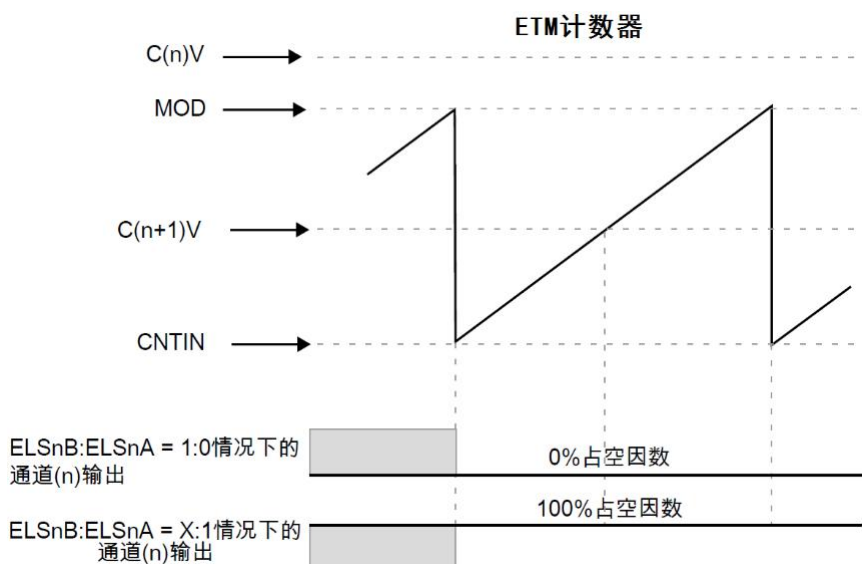 ETM计数器
C(n)V
MOD
C(n+1)V
CNTIN
ELSnB:ELSnA = 1:0情况下的
通道(n)输出
0%占空因数
100%占空因数
ELSnB:ELSnA = X:1情况下的
通道(n)输出